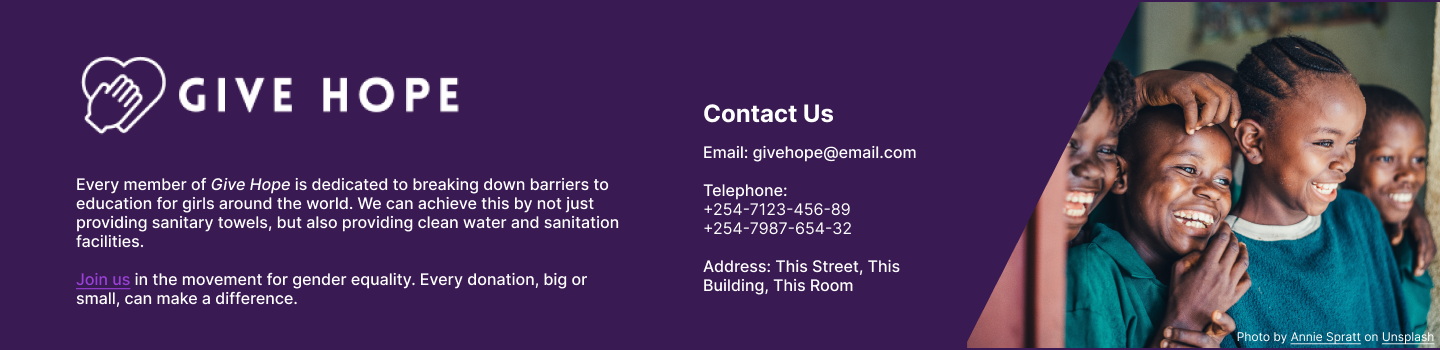 GIVE HOPE
Every member of Give Hope is dedicated to breaking down barriers to
education for girls around the world. We can achieve this by not just
providing sanitary towels, but also providing clean water and sanitation
facilities.
Join us in the movement for gender equality. Every donation, big or
small, can make a difference.
Contact Us
Email: givehope@email.com
Telephone:
+254-7123-456-89
+254-7987-654-32
Address: This Street, This
Building, This Room
Photo by Annie Spratt on Unsplash